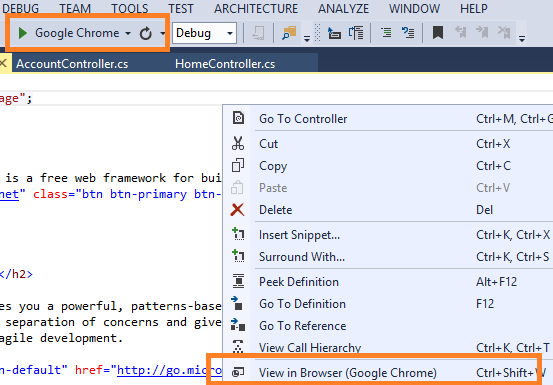 DEBUG TEAM TOOLS TEST ARCHITECTURE ANALYZE WINDOW HELP
Google Chrome Debug
AccountController.cs HomeController.cs
age";
Go To Controller Ctrl+M, Ctrl+G
Cut Ctrl+X
is a free web framework for bui
Copy Ctrl+C
net" class="btn btn-primary btn-
Paste Ctrl+V
Delete Del
Insert Snippet... Ctrl+K, Ctrl+X
Surround With... Ctrl+K, Ctrl+S
</h2>
Peek Definition Alt+F12
es you a powerful, patterns-base
Go To Definition F12
separation of concerns and give
Go To Reference
agile development.
View Call Hierarchy Ctrl+K, Ctrl+T
n-default" href="http://go.micro
View in Browser (Google Chrome) Ctrl+Shift+W